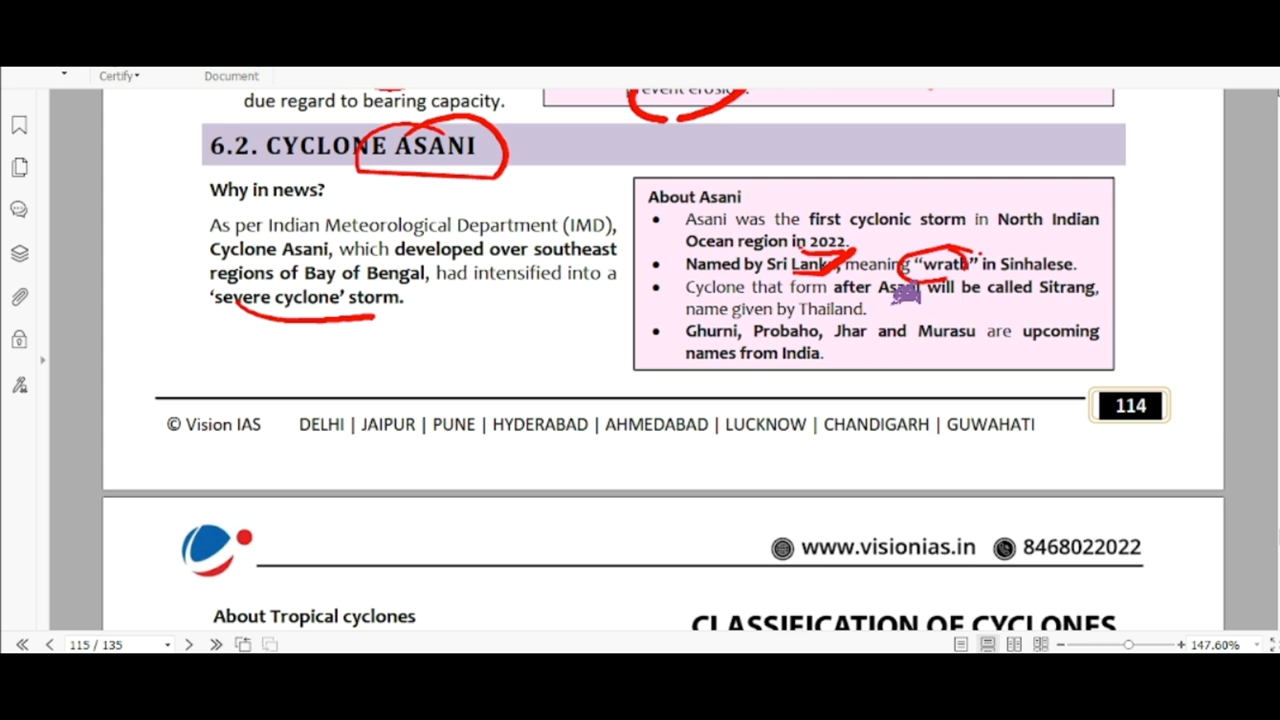 Certify
Document
due regard to bearing capacity.
6.2. CYCLONE ASANI
Why in news?
As per Indian Meteorological Department (IMD),
Cyclone Asani, which developed over southeast
regions of Bay of Bengal, had intensified into a
‘severe cyclone’ storm.
About Asani
• Asani was the first cyclonic storm in North Indian
Ocean region in 2022.
• Named by Sri Lanka, meaning “wrath” in Sinhalese.
• Cyclone that form after Asani will be called Sitrang,
name given by Thailand.
• Ghurni, Probaho, Jhar and Murasu are upcoming
names from India.
114
© Vision IAS DELHI | JAIPUR | PUNE | HYDERABAD | AHMEDABAD | LUCKNOW | CHANDIGARH | GUWAHATI
www.visionias.in 8468022022
About Tropical cyclones
CLASSIFICATION OF CYCLONES
115 / 135
147.60%